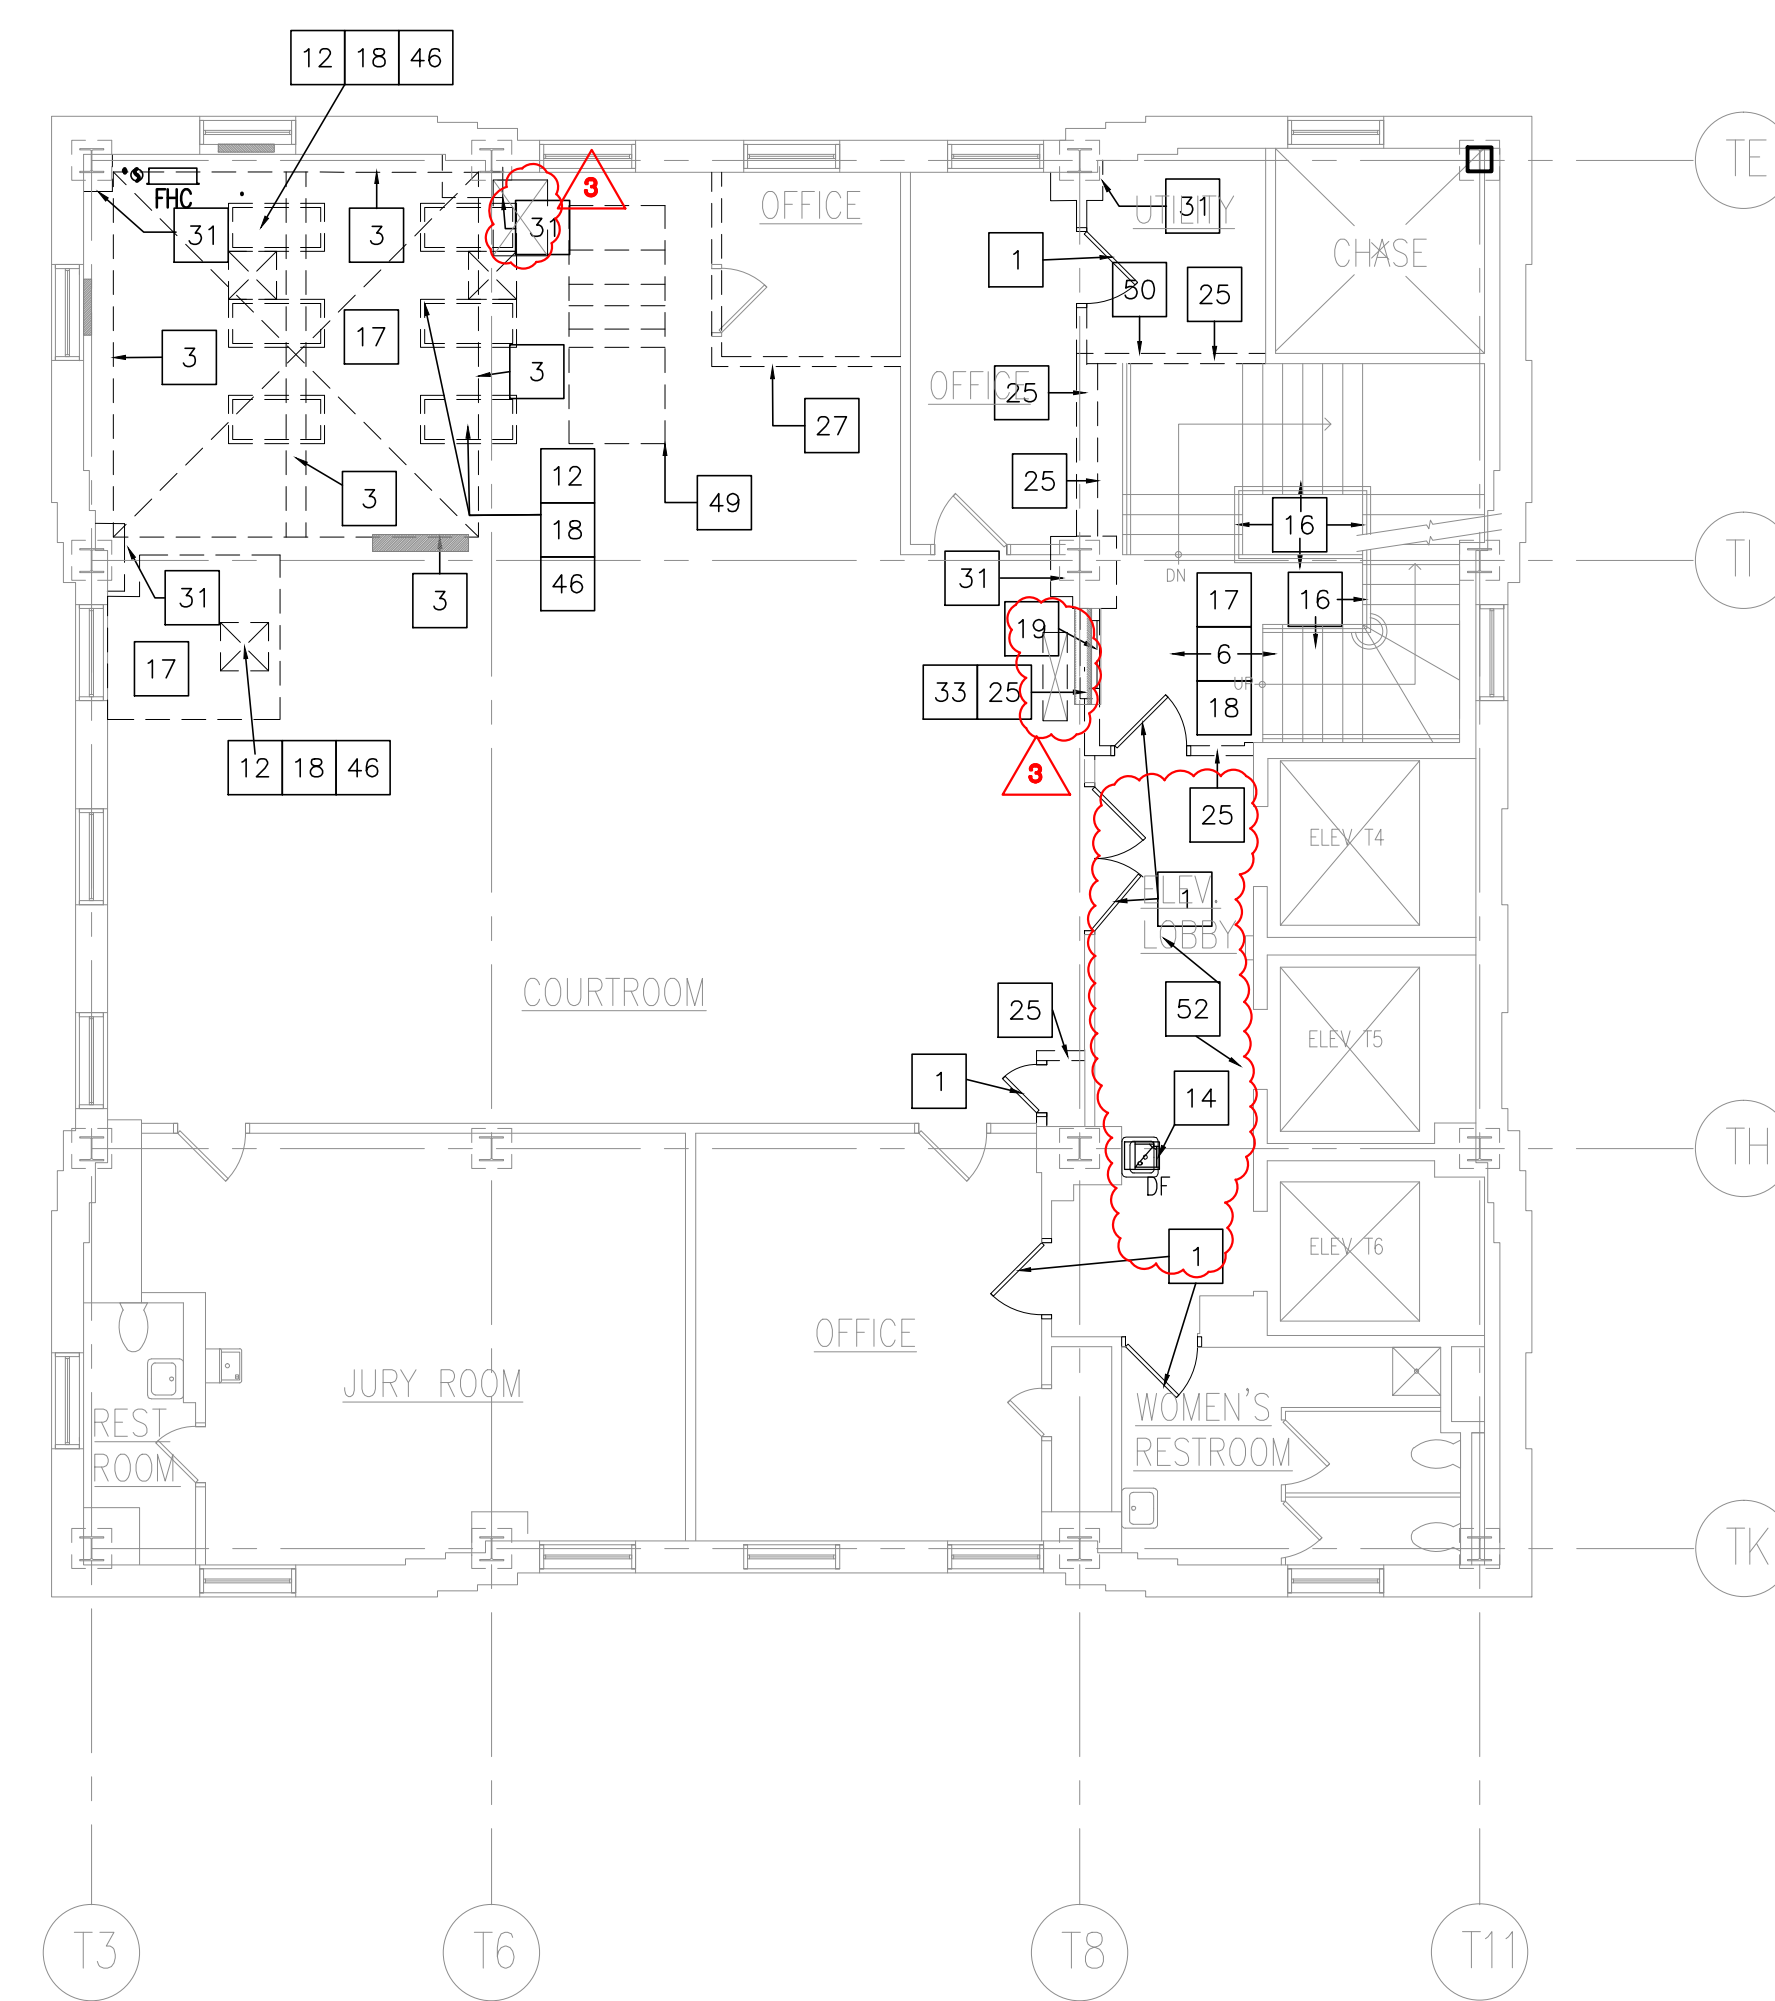 12 18 46
TE
3
FHC
31
3
31
OFFICE
UTILITY
31
CHASE
1
50
25
17
3
3
OFFICE
25
27
12
18
46
3
49
25
16
TI
3
31
31
DN
17
6
18
16
19
17
33 25
UP
12 18 46
3
25
ELEV T4
1
ELEV.
LOBBY
COURTROOM
25
52
ELEV T5
1
14
TH
DF
1
ELEV T6
OFFICE
JURY ROOM
REST
ROOM
WOMEN'S
RESTROOM
TK
T3
T6
T8
T11